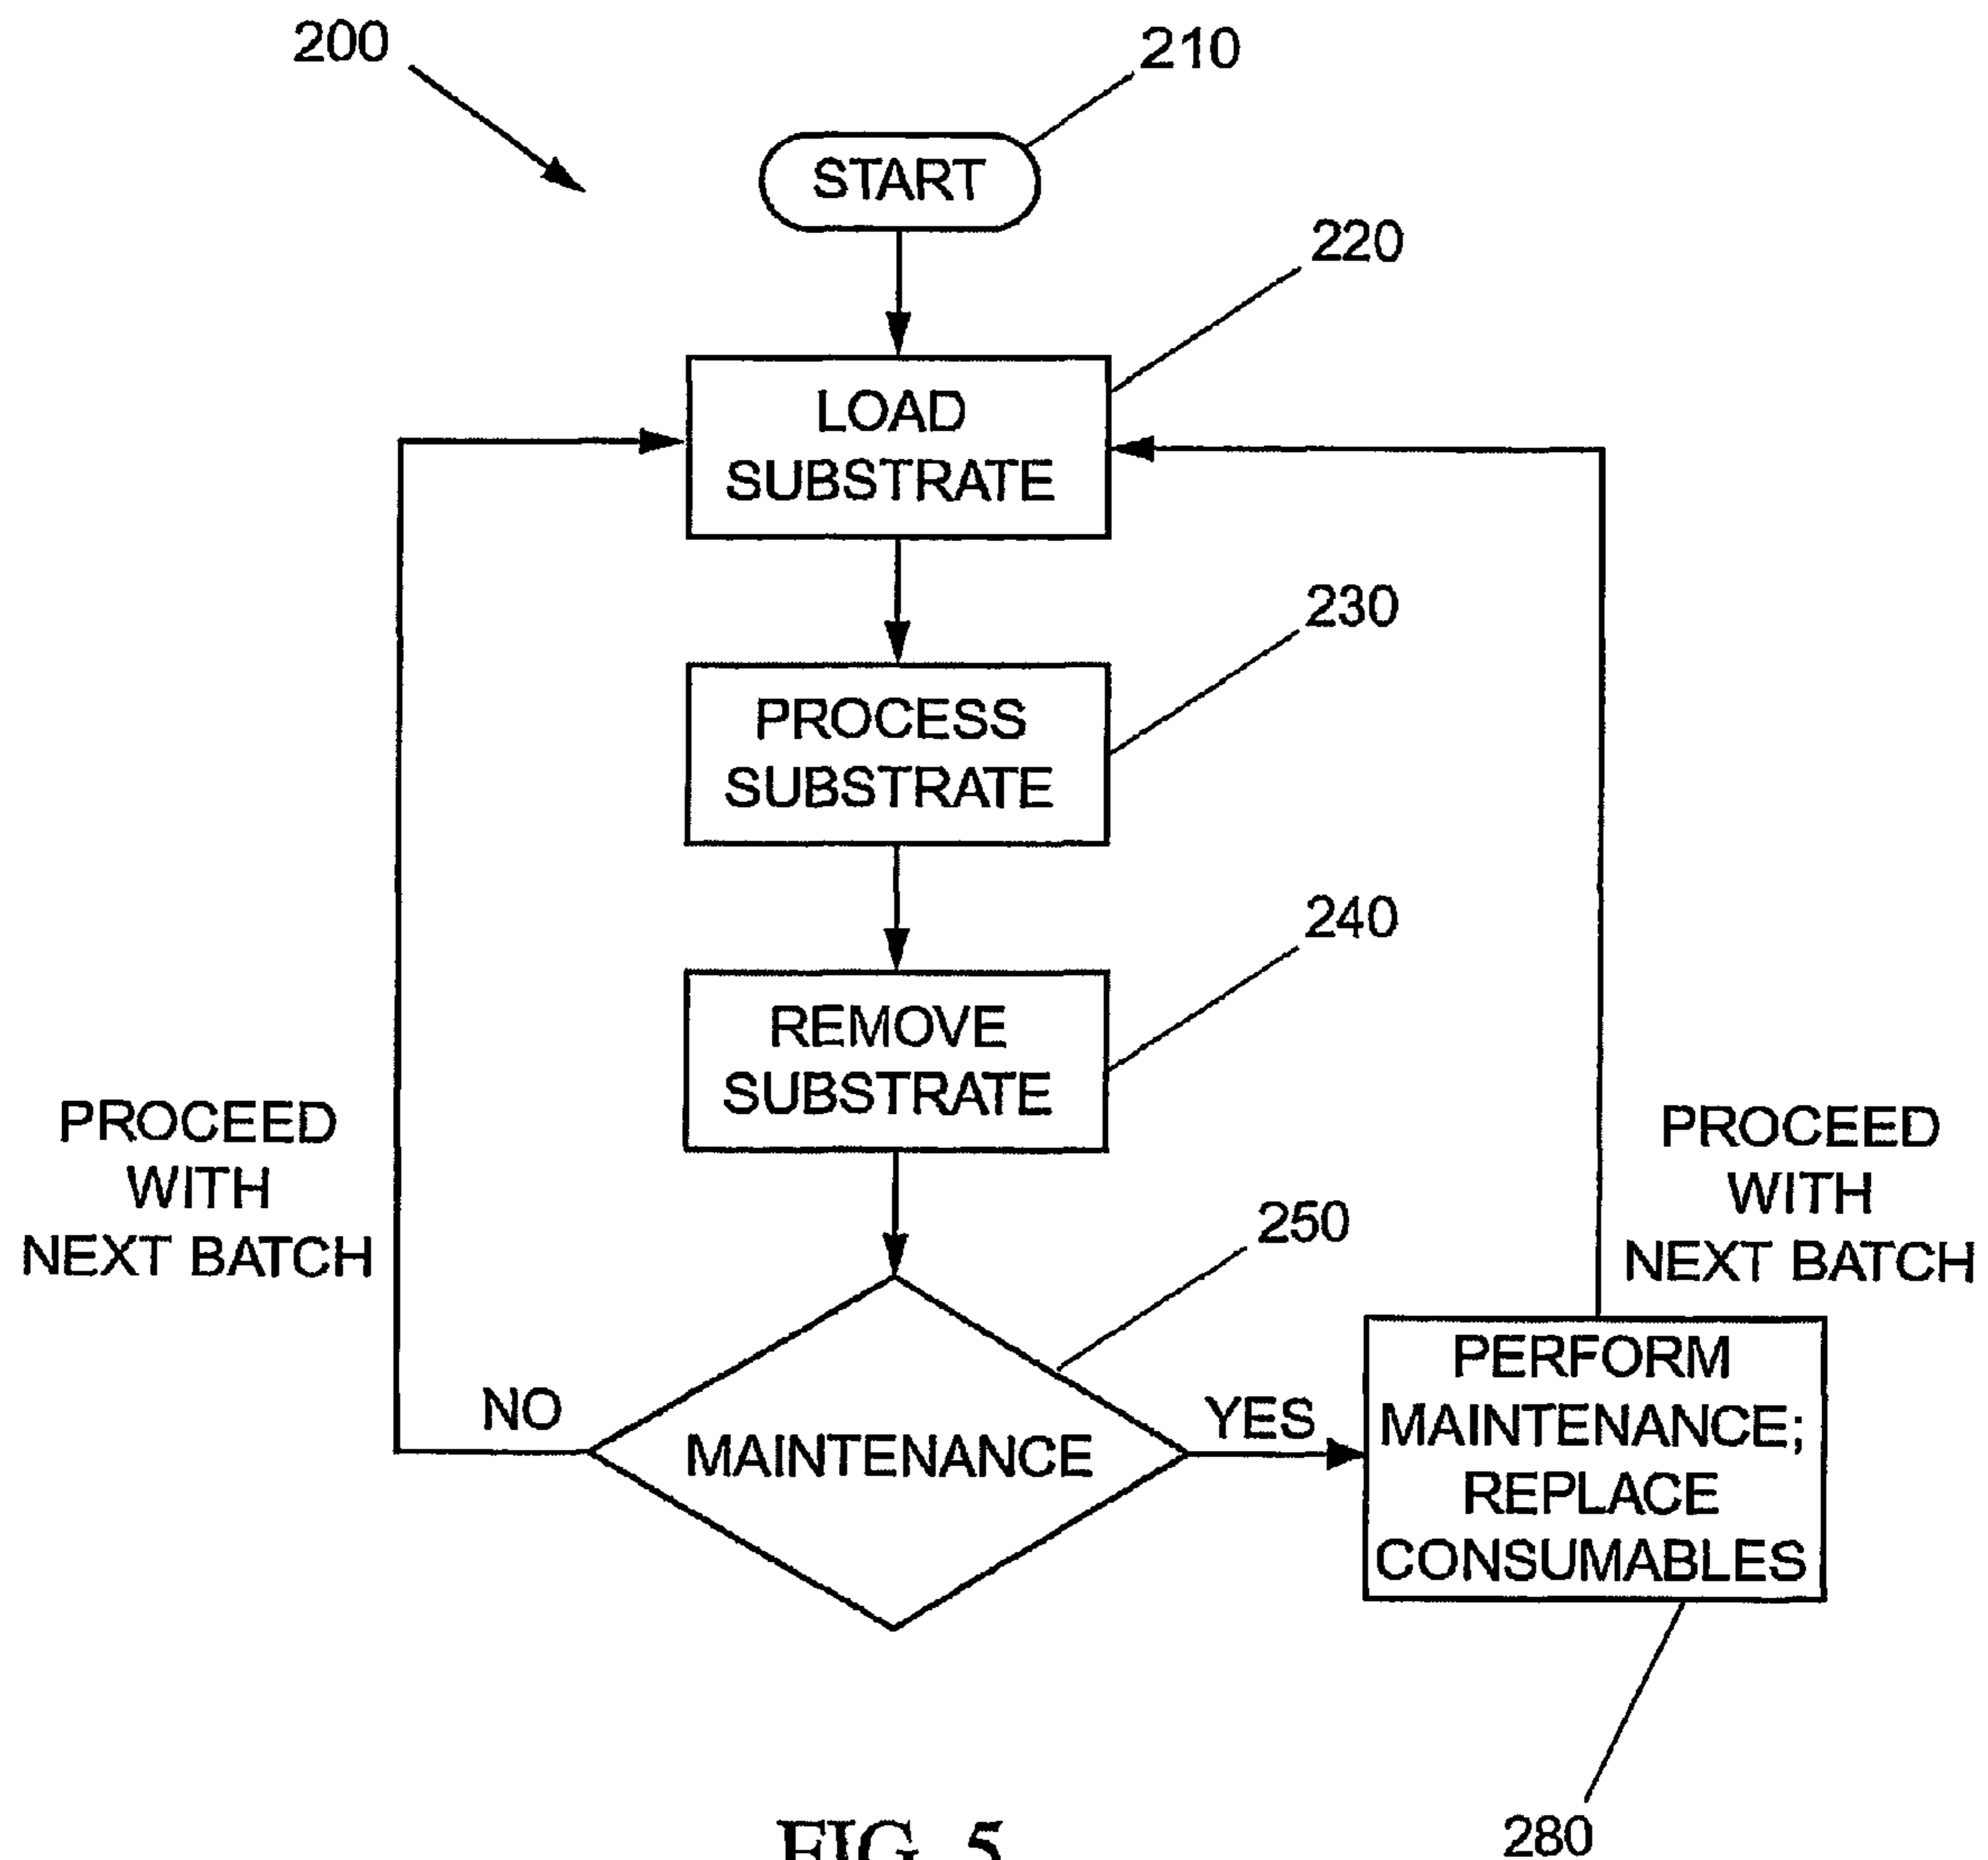 200
210
START
220
LOAD
SUBSTRATE
230
PROCESS
SUBSTRATE
240
REMOVE
SUBSTRATE
PROCEED
WITH
NEXT BATCH
PROCEED
WITH
NEXT BATCH
250
NO
MAINTENANCE
YES
PERFORM
MAINTENANCE;
REPLACE
CONSUMABLES
280
FIG. 5